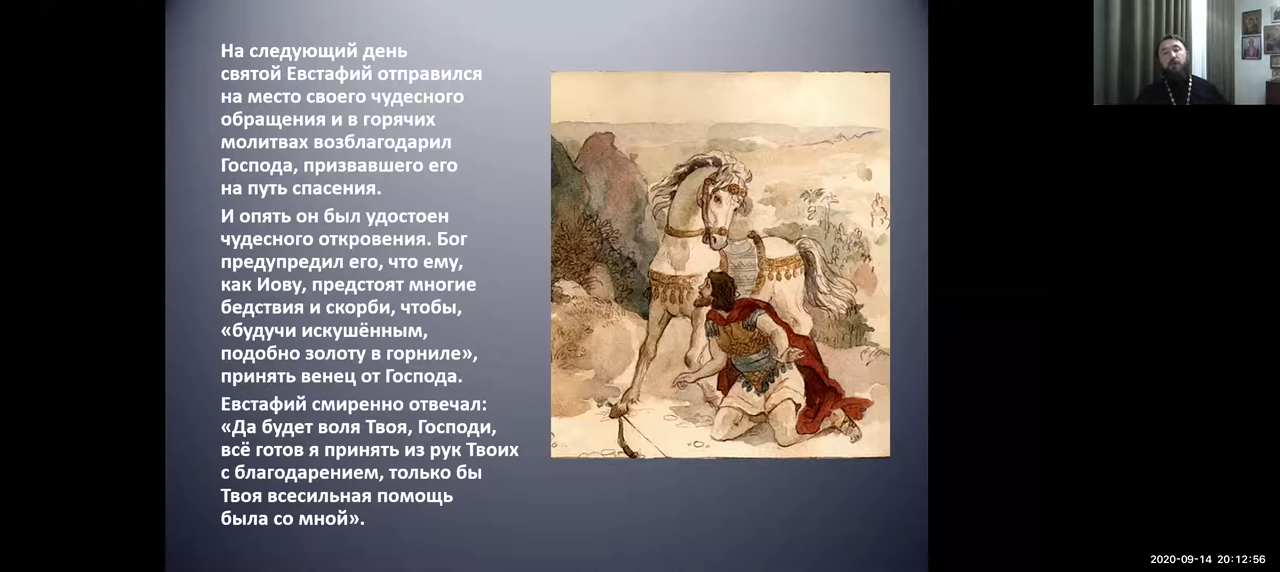 На следующий день
святой Евстафий отправился
на место своего чудесного
обращения и в горячих
молитвах возблагодарил
Господа, призвавшего его
на путь спасения.
И опять он был удостоен
чудесного откровения. Бог
предупредил его, что ему,
как Иову, предстоят многие
бедствия и скорби, чтобы,
«будучи искушённым,
подобно золоту в горниле»,
принять венец от Господа.
Евстафий смиренно отвечал:
«Да будет воля Твоя, Господи,
всё готов я принять из рук Твоих
с благодарением, только бы
Твоя всесильная помощь
была со мной».
2020-09-14 20:12:56